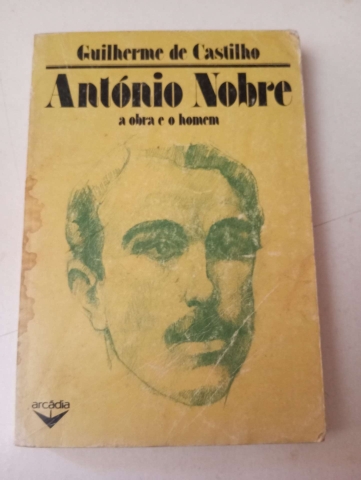 Guilherme de Castilho
António Nobre
a obra e o homem
arcádia